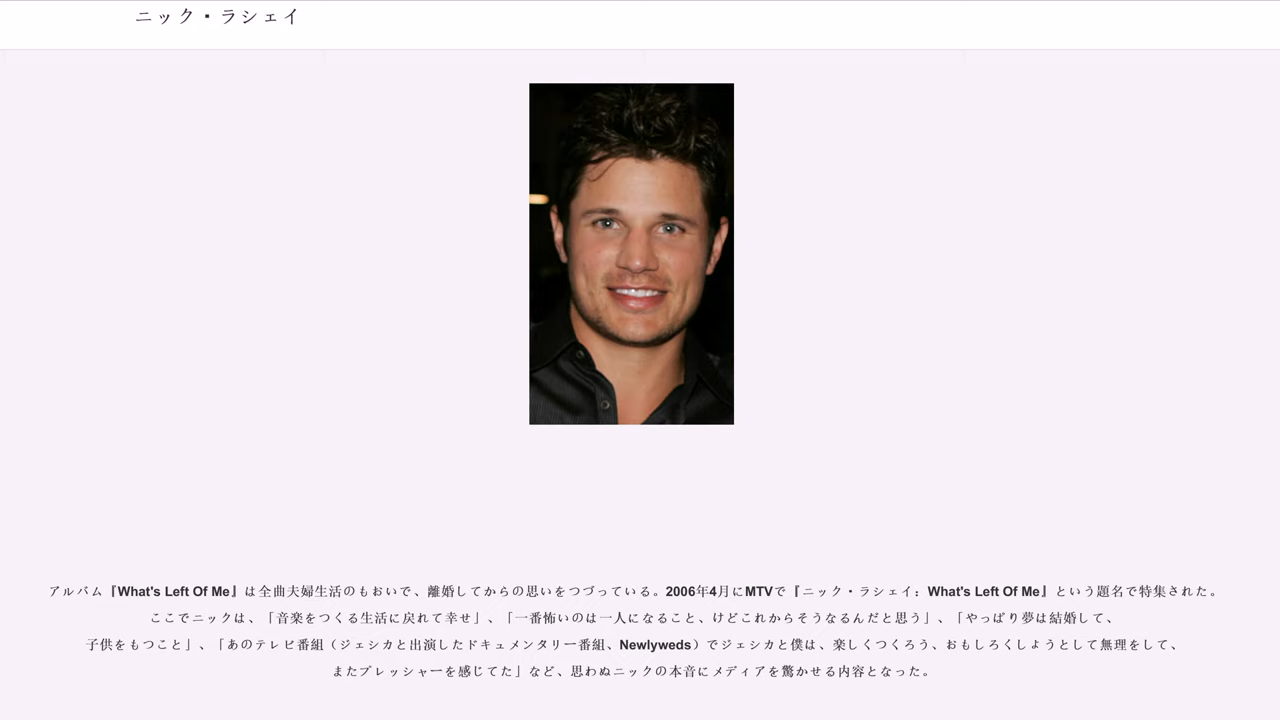 ニック・ラシェイ
アルバム『What's Left Of Me』は全曲夫婦生活のもおいで、離婚してからの思いをつづっている。2006年4月にMTVで『ニック・ラシェイ：What's Left Of Me』という題名で特集された。
ここでニックは、「音楽をつくる生活に戻れて幸せ」、「一番怖いのは一人になること、けどこれからそうなるんだと思う」、「やっぱり夢は結婚して、
子供をもつこと」、「あのテレビ番組（ジェシカと出演したドキュメンタリー番組、Newlyweds）でジェシカと僕は、楽しくつくろう、おもしろくしようとして無理をして、
またプレッシャーを感じてた」など、思わぬニックの本音にメディアを驚かせる内容となった。